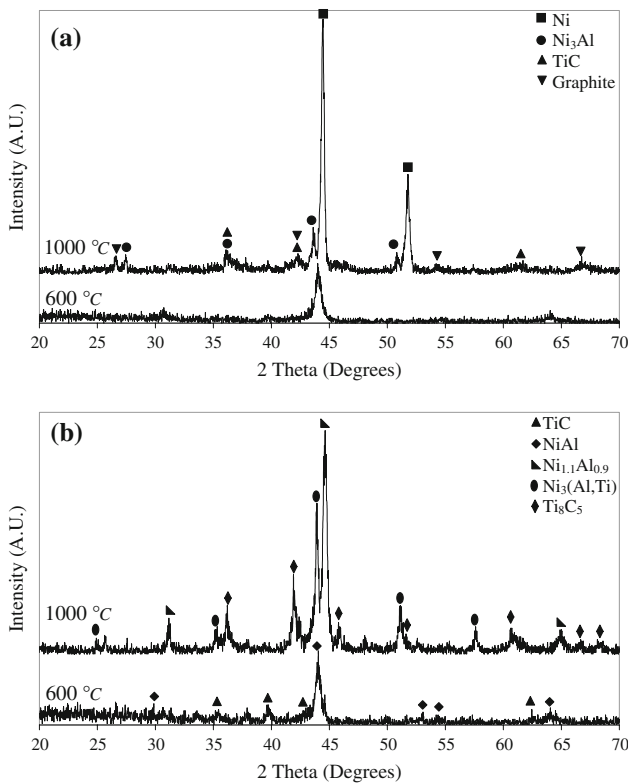 (a)
Ni
Ni₃Al
TiC
Graphite
Intensity (A.U.)
1000 °C
600 °C
20 25 30 35 40 45 50 55 60 65 70
2 Theta (Degrees)
(b)
TiC
NiAl
Ni₁.₁Al₀.₉
Ni₃(Al,Ti)
Ti₈C₅
Intensity (A.U.)
1000 °C
600 °C
20 25 30 35 40 45 50 55 60 65 70
2 Theta (Degrees)